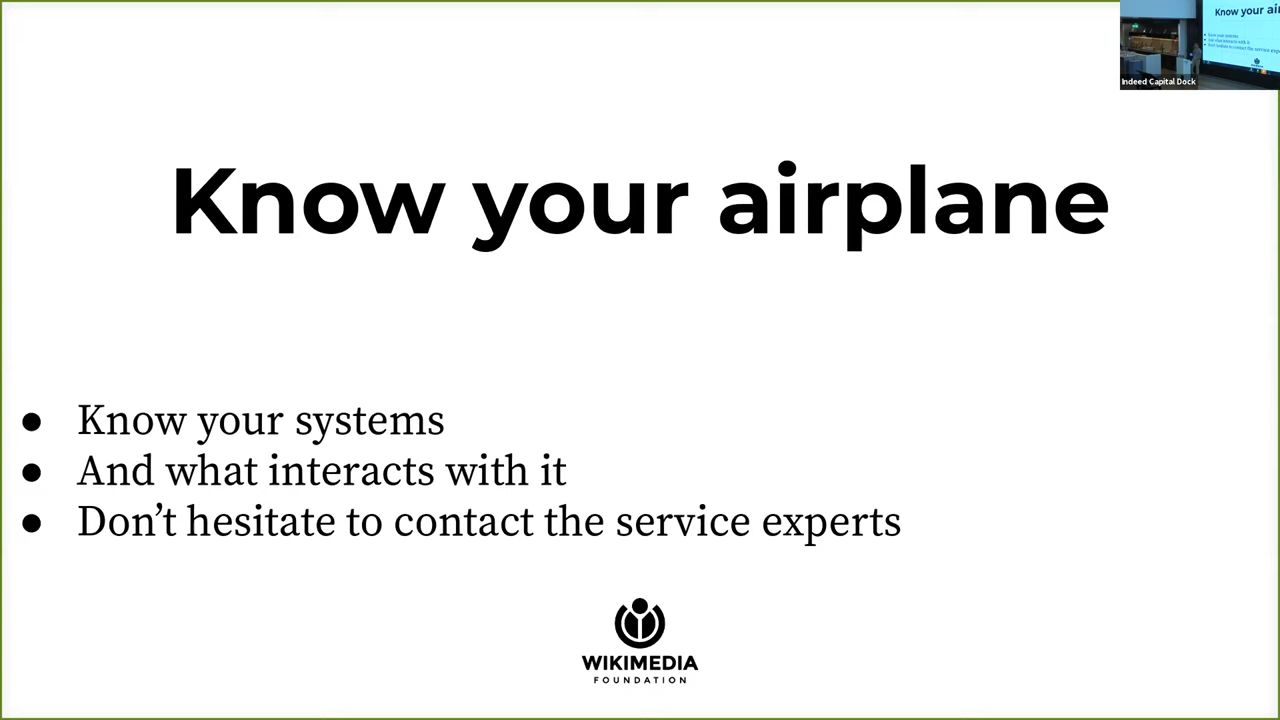 Know your air
Indeed Capital Dock
Know your airplane
● Know your systems
● And what interacts with it
● Don’t hesitate to contact the service experts
WIKIMEDIA
FOUNDATION